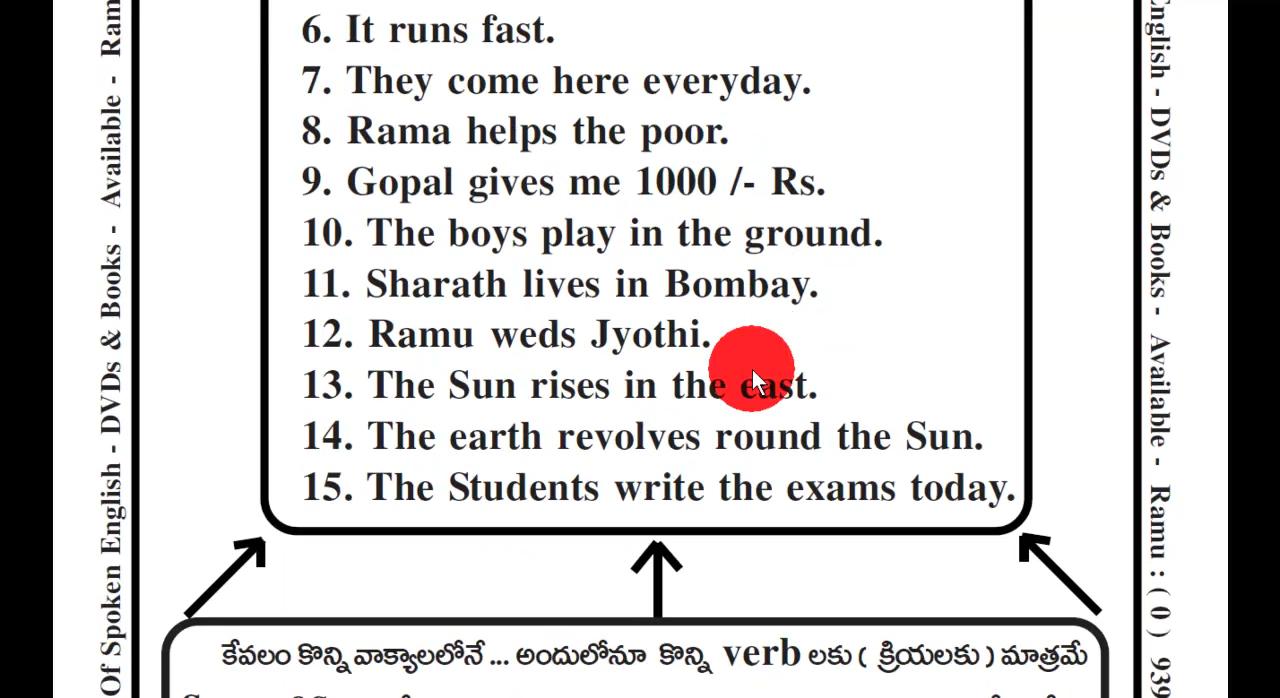 6. It runs fast.
7. They come here everyday.
8. Rama helps the poor.
9. Gopal gives me 1000 /- Rs.
10. The boys play in the ground.
11. Sharath lives in Bombay.
12. Ramu weds Jyothi.
13. The Sun rises in the east.
14. The earth revolves round the Sun.
15. The Students write the exams today.
కేవలం కొన్ని వాక్యాలలోనే ... అందులోనూ కొన్ని verb లకు ( క్రియలకు ) మాత్రమే
Of Spoken English - DVDs & Books - Available - Ram
English - DVDs & Books - Available - Ramu : ( 0 ) 939